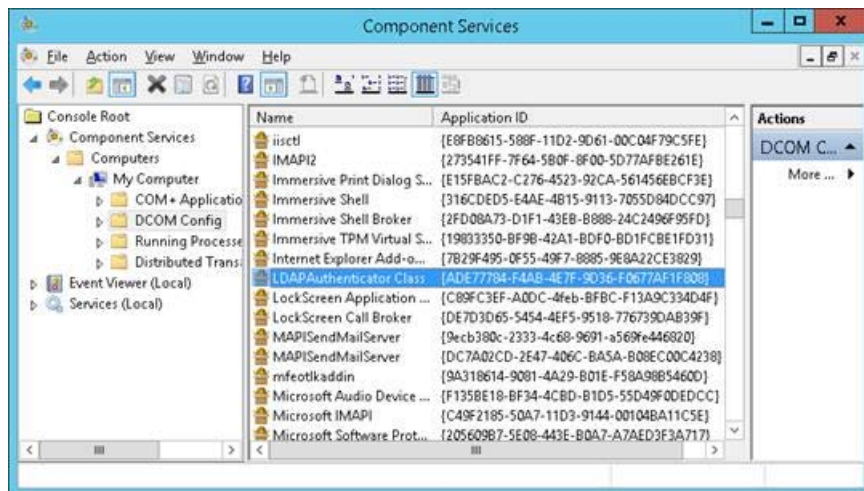 Component Services
File Action View Window Help
Console Root
Component Services
Computers
My Computer
COM+ Applicatio
DCOM Config
Running Processe
Distributed Trans
Event Viewer (Local)
Services (Local)
Name Application ID
iisctl {E8FB8615-588F-11D2-9D61-00C04F79C5FE}
IMAPI2 {273541FF-7F64-5B0F-8F00-5D77AFBE261E}
Immersive Print Dialog S... {E15FBAC2-C276-4523-92CA-561456EBCF3E}
Immersive Shell {316CDED5-E4AE-4B15-9113-7055D84DCC97}
Immersive Shell Broker {2FD08A73-D1F1-43EB-B888-24C2496F95FD}
Immersive TPM Virtual S... {19833350-BF9B-42A1-BDF0-BD1FCBE1FD31}
Internet Explorer Add-o... {7B29F495-0F55-49F7-8885-9E8A22CE3829}
LDAPAuthenticator Class {ADE77784-F4AB-4E7F-9D36-F0677AF1F808}
LockScreen Application ... {C89FC3EF-A0DC-4feb-BFBC-F13A9C334D4F}
LockScreen Call Broker {DE7D3D65-5454-4EF5-9518-776739DAB39F}
MAPISendMailServer {9ecb380c-2333-4c68-9691-a569fe446820}
MAPISendMailServer {DC7A02CD-2E47-406C-BA5A-B08EC00C4238}
mfeotlkaddin {9A318614-9081-4A29-B01E-F58A98B5460D}
Microsoft Audio Device ... {F135BE18-BF34-4CBD-B1D5-55D49F0DEDCC}
Microsoft IMAPI {C49F2185-50A7-11D3-9144-00104BA11C5E}
Microsoft Software Prot... {205609B7-5E08-443E-B0A7-A7AED3F3A717}
Actions
DCOM C...
More ...